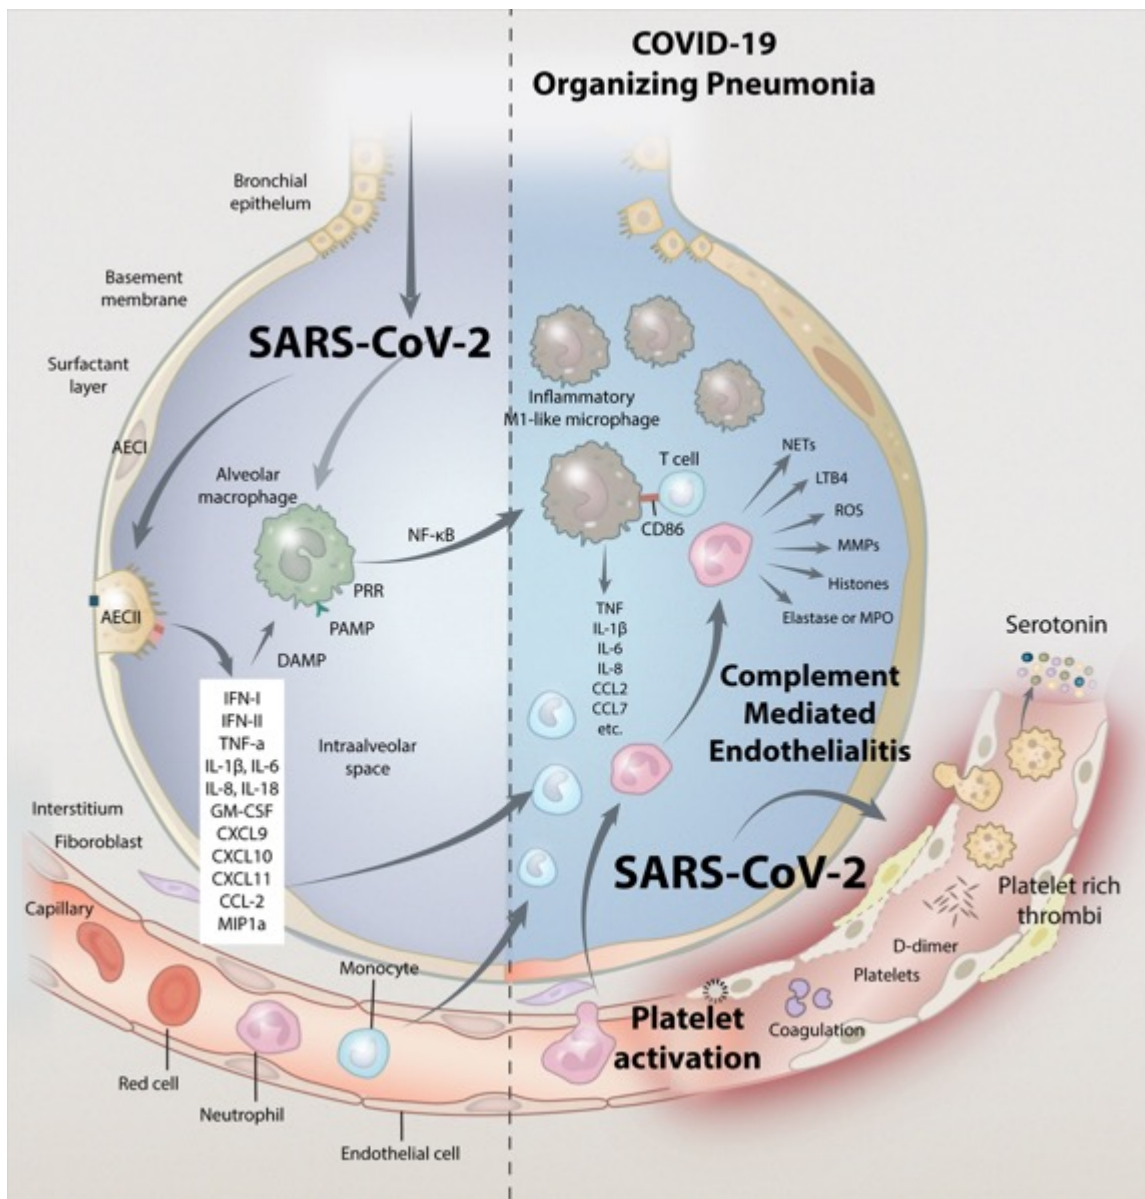 COVID-19
Organizing Pneumonia
Bronchial
epithelum
Basement
membrane
Surfactant
layer
AECI
SARS-CoV-2
Alveolar
macrophage
NF-κB
PRR
PAMP
DAMP
AECII
IFN-I
IFN-II
TNF-a
IL-1β, IL-6
IL-8, IL-18
GM-CSF
CXCL9
CXCL10
CXCL11
CCL-2
MIP1a
Intraalveolar
space
Interstitium
Fiboroblast
Capillary
Red cell
Neutrophil
Monocyte
Endothelial cell
Inflammatory
M1-like microphage
T cell
CD86
NETs
LTB4
ROS
MMPs
Histones
Elastase or MPO
TNF
IL-1β
IL-6
IL-8
CCL2
CCL7
etc.
Complement
Mediated
Endothelialitis
SARS-CoV-2
Serotonin
Platelet rich
thrombi
D-dimer
Platelets
Coagulation
Platelet
activation